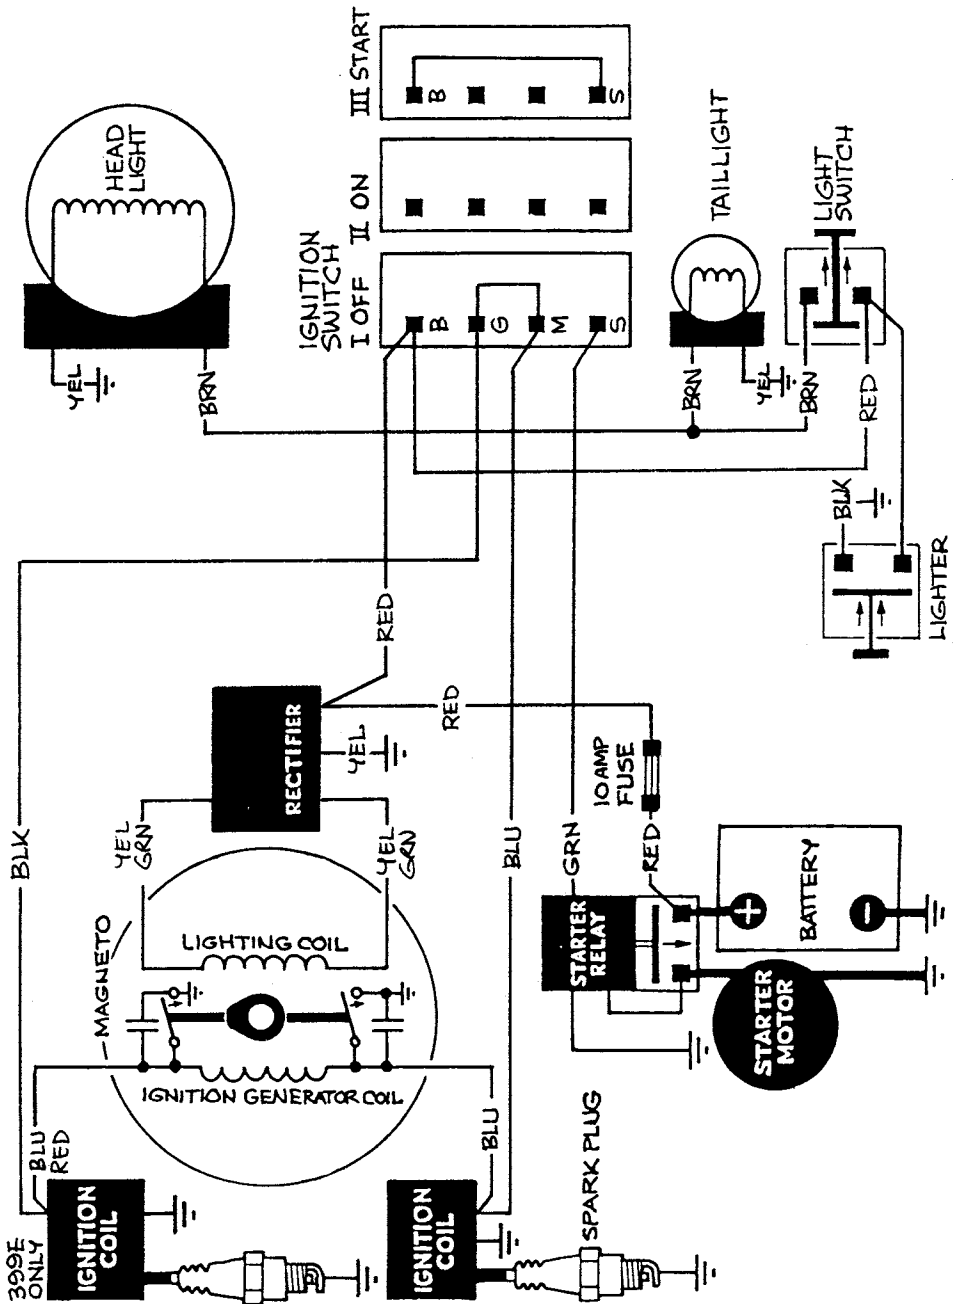 HEAD
LIGHT
YEL
BRN
IGNITION
SWITCH
I OFF
II ON
III START
B
G
M
S
B
S
TAILLIGHT
BRN
YEL
LIGHT
SWITCH
BRN
RED
BLK
LIGHTER
BLK
RED
RED
BLU
GRN
RECTIFIER
YEL
YEL
GRN
YEL
GRN
MAGNETO
LIGHTING COIL
IGNITION GENERATOR COIL
10 AMP
FUSE
RED
STARTER
RELAY
BATTERY
+
-
STARTER
MOTOR
BLU
RED
BLU
399E
ONLY
IGNITION
COIL
IGNITION
COIL
SPARK PLUG